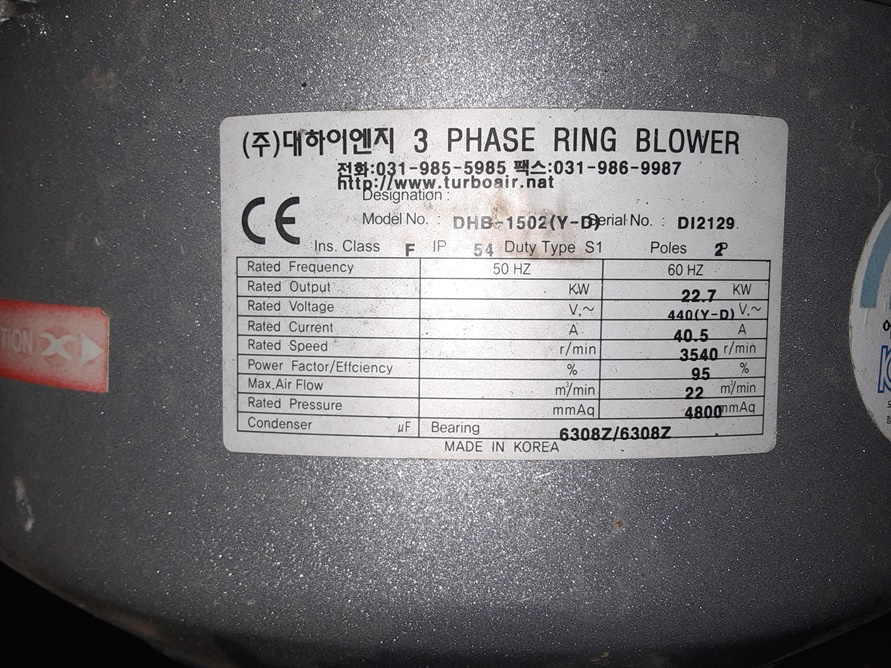 (주)대하이엔지 3 PHASE RING BLOWER
전화:031-985-5985 팩스:031-986-9987
http://www.turboair.nat
Designation :
CE
Model No. : DHB-1502(Y-D) Serial No. : DI2129
Ins. Class F IP 54 Duty Type S1 Poles 2P
Rated Frequency 50 HZ 60 HZ
Rated Output KW 22.7 KW
Rated Voltage V.~ 440(Y-D) V.~
Rated Current A 40.5 A
Rated Speed r/min 3540 r/min
Power Factor/Effciency % 95 %
Max,Air Flow m³/min 22 m³/min
Rated Pressure mmAq 4800 mmAq
Condenser μF Bearing 6308Z/6308Z
MADE IN KOREA
TION